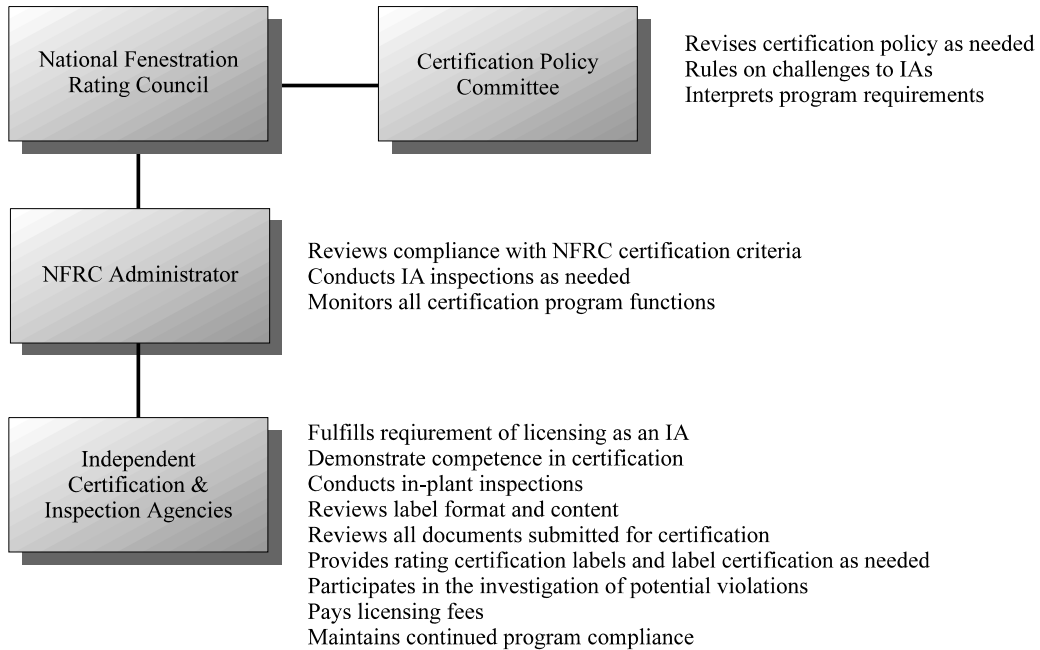 National Fenestration
Rating Council
Certification Policy
Committee
Revises certification policy as needed
Rules on challenges to IAs
Interprets program requirements
NFRC Administrator
Reviews compliance with NFRC certification criteria
Conducts IA inspections as needed
Monitors all certification program functions
Independent
Certification &
Inspection Agencies
Fulfills reqiurement of licensing as an IA
Demonstrate competence in certification
Conducts in-plant inspections
Reviews label format and content
Reviews all documents submitted for certification
Provides rating certification labels and label certification as needed
Participates in the investigation of potential violations
Pays licensing fees
Maintains continued program compliance